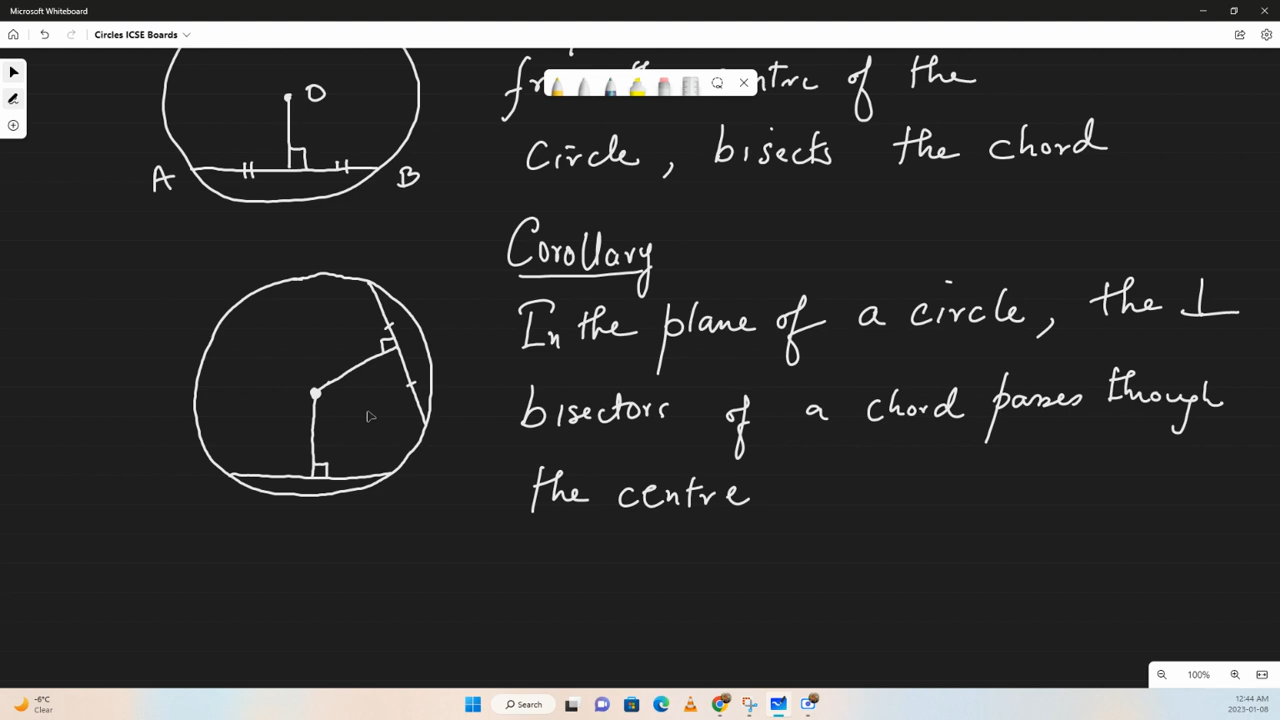 Microsoft Whiteboard
Circles ICSE Boards
centre of the
O
A
B
Circle, bisects the chord
Corollary
In the plane of a circle, the ⊥
bisectors of a chord passes through
the centre
100%
-6°C
Clear
Search
12:44 AM
2023-01-08